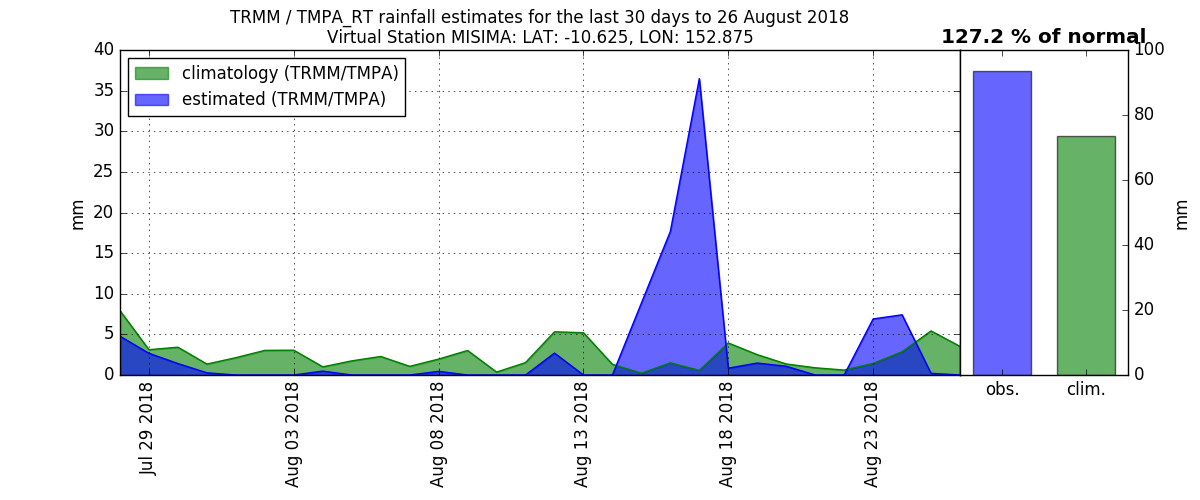 TRMM / TMPA_RT rainfall estimates for the last 30 days to 26 August 2018
Virtual Station MISIMA: LAT: -10.625, LON: 152.875
127.2 % of normal
climatology (TRMM/TMPA)
estimated (TRMM/TMPA)
40
35
30
25
20
15
10
5
0
mm
Jul 29 2018
Aug 03 2018
Aug 08 2018
Aug 13 2018
Aug 18 2018
Aug 23 2018
obs.
clim.
100
80
60
40
20
0
mm